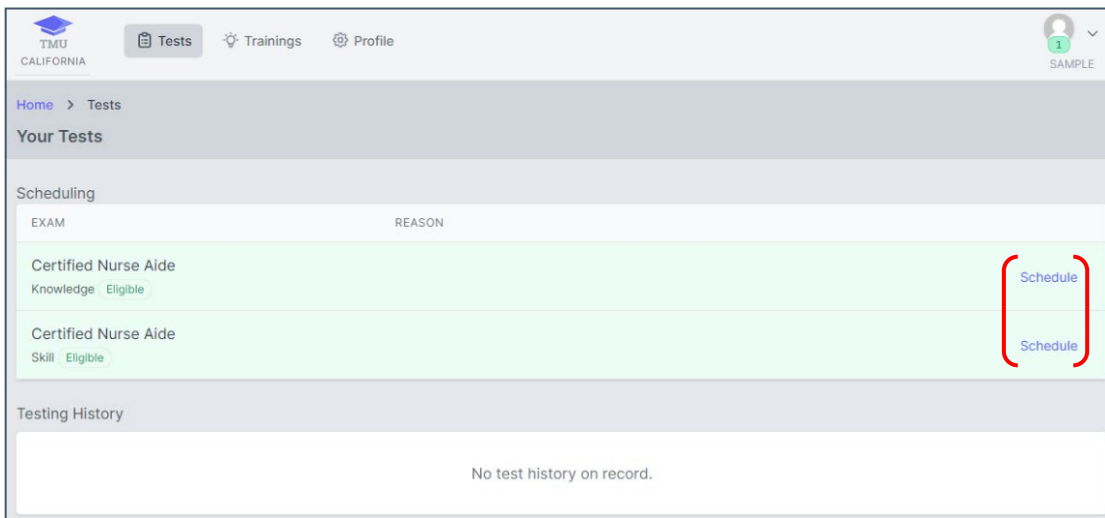 TMU
CALIFORNIA
Tests
Trainings
Profile
1
SAMPLE
Home > Tests
Your Tests
Scheduling
EXAM REASON
Certified Nurse Aide
Knowledge Eligible
Schedule
Certified Nurse Aide
Skill Eligible
Schedule
Testing History
No test history on record.